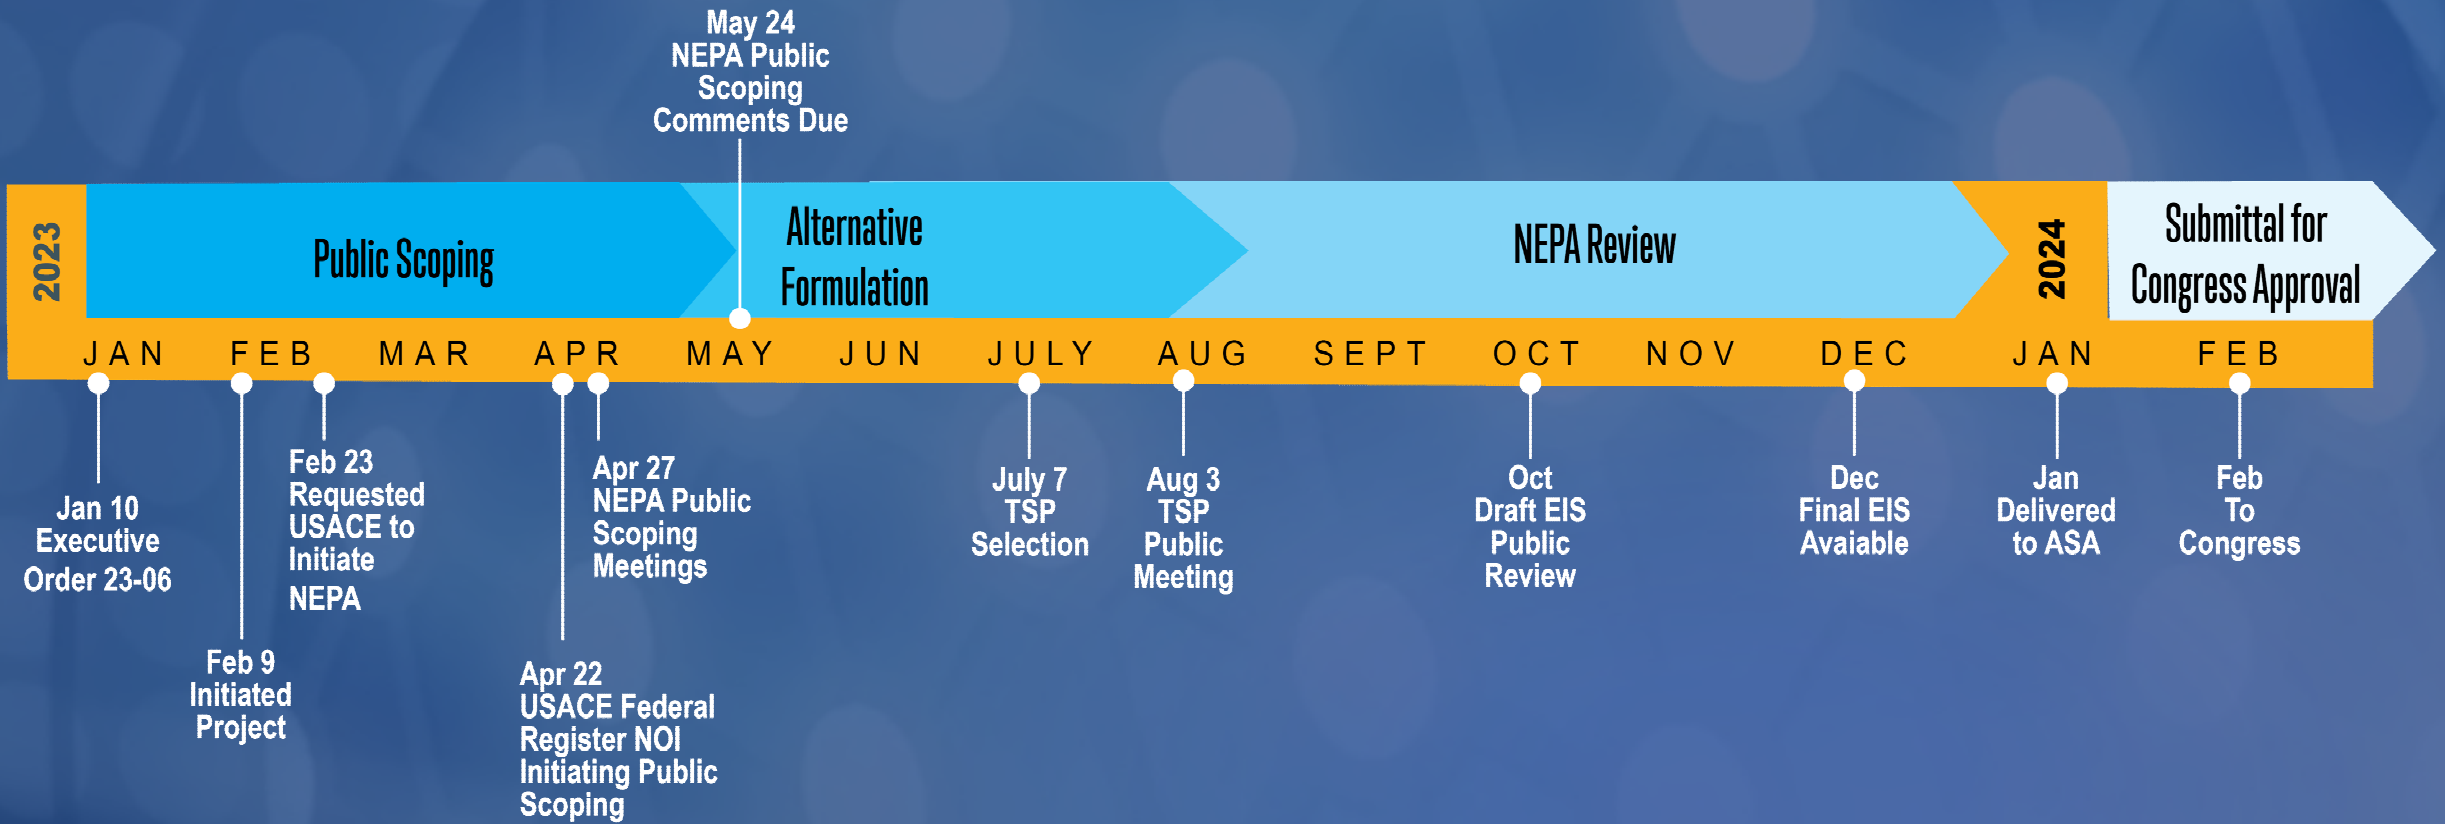 May 24
NEPA Public
Scoping
Comments Due
2023
Public Scoping
Alternative
Formulation
NEPA Review
2024
Submittal for
Congress Approval
JAN
FEB
MAR
APR
MAY
JUN
JULY
AUG
SEPT
OCT
NOV
DEC
JAN
FEB
Jan 10
Executive
Order 23-06
Feb 9
Initiated
Project
Feb 23
Requested
USACE to
Initiate
NEPA
Apr 22
USACE Federal
Register NOI
Initiating Public
Scoping
Apr 27
NEPA Public
Scoping
Meetings
July 7
TSP
Selection
Aug 3
TSP
Public
Meeting
Oct
Draft EIS
Public
Review
Dec
Final EIS
Avaiable
Jan
Delivered
to ASA
Feb
To
Congress